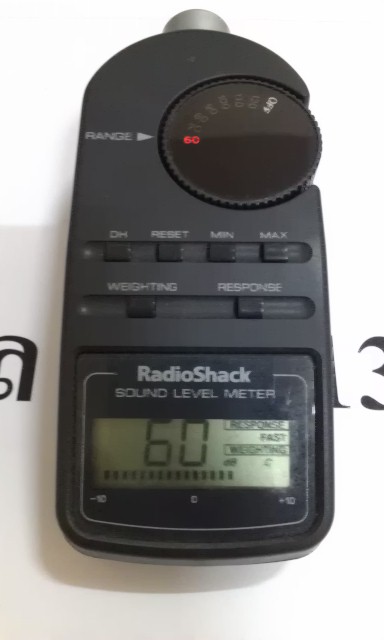 OFF
60
RANGE
DH RESET MIN MAX
WEIGHTING RESPONSE
RadioShack
SOUND LEVEL METER
60
RESPONSE
FAST
WEIGHTING
dB C
-10 0 +10
13